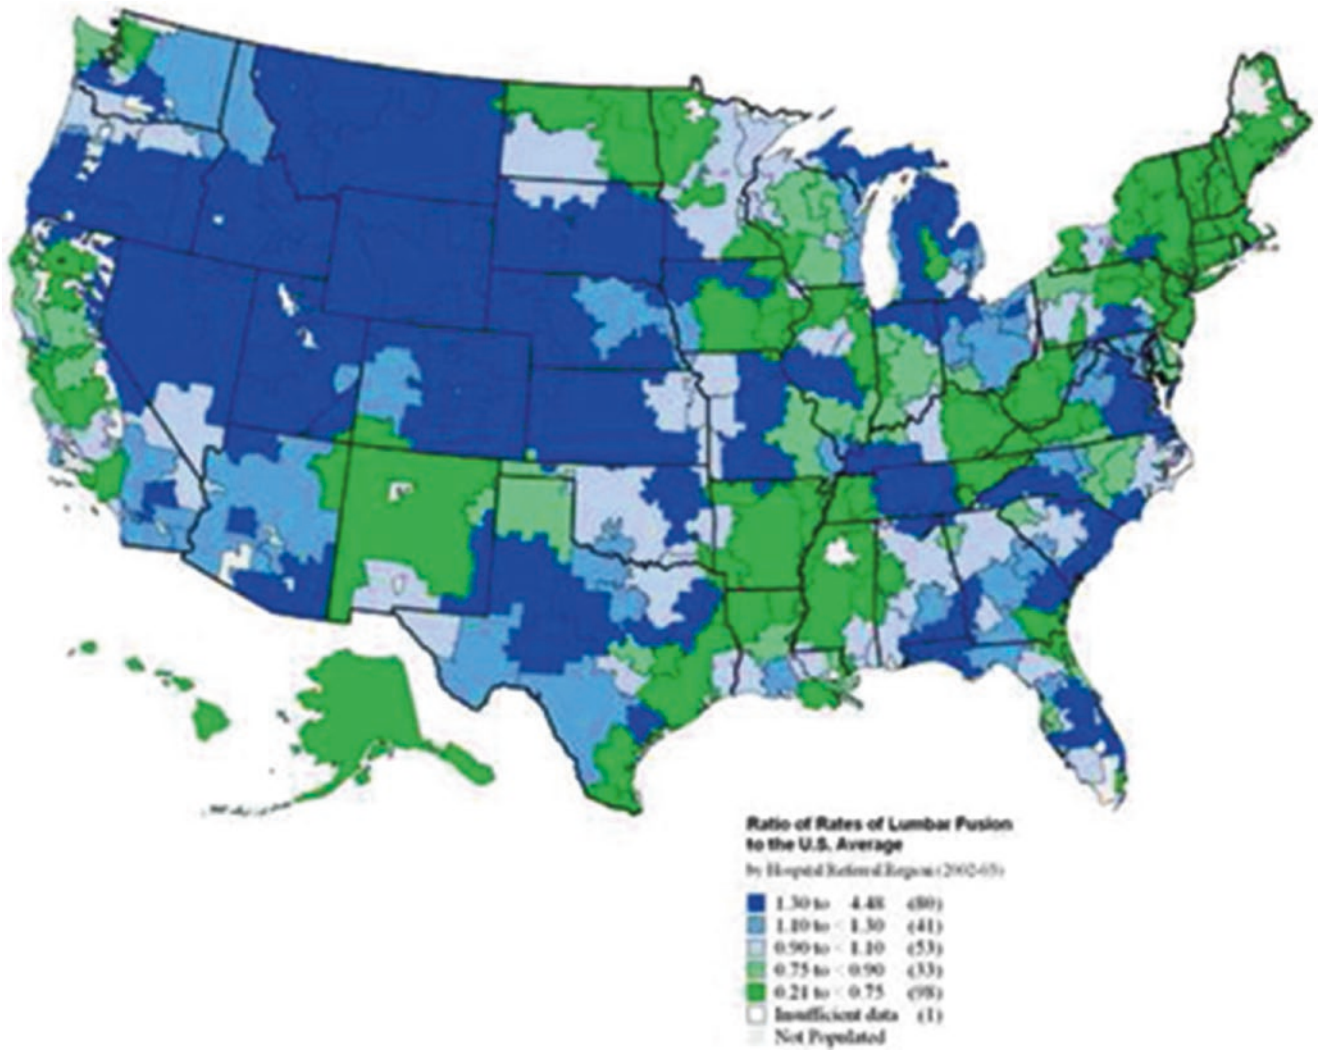 Ratio of Rates of Lumbar Fusion
to the U.S. Average
by Hospital Referral Region (2002-03)
1.30 to 4.48 (80)
1.10 to < 1.30 (41)
0.90 to < 1.10 (53)
0.75 to < 0.90 (33)
0.21 to < 0.75 (98)
Insufficient data (1)
Not Populated